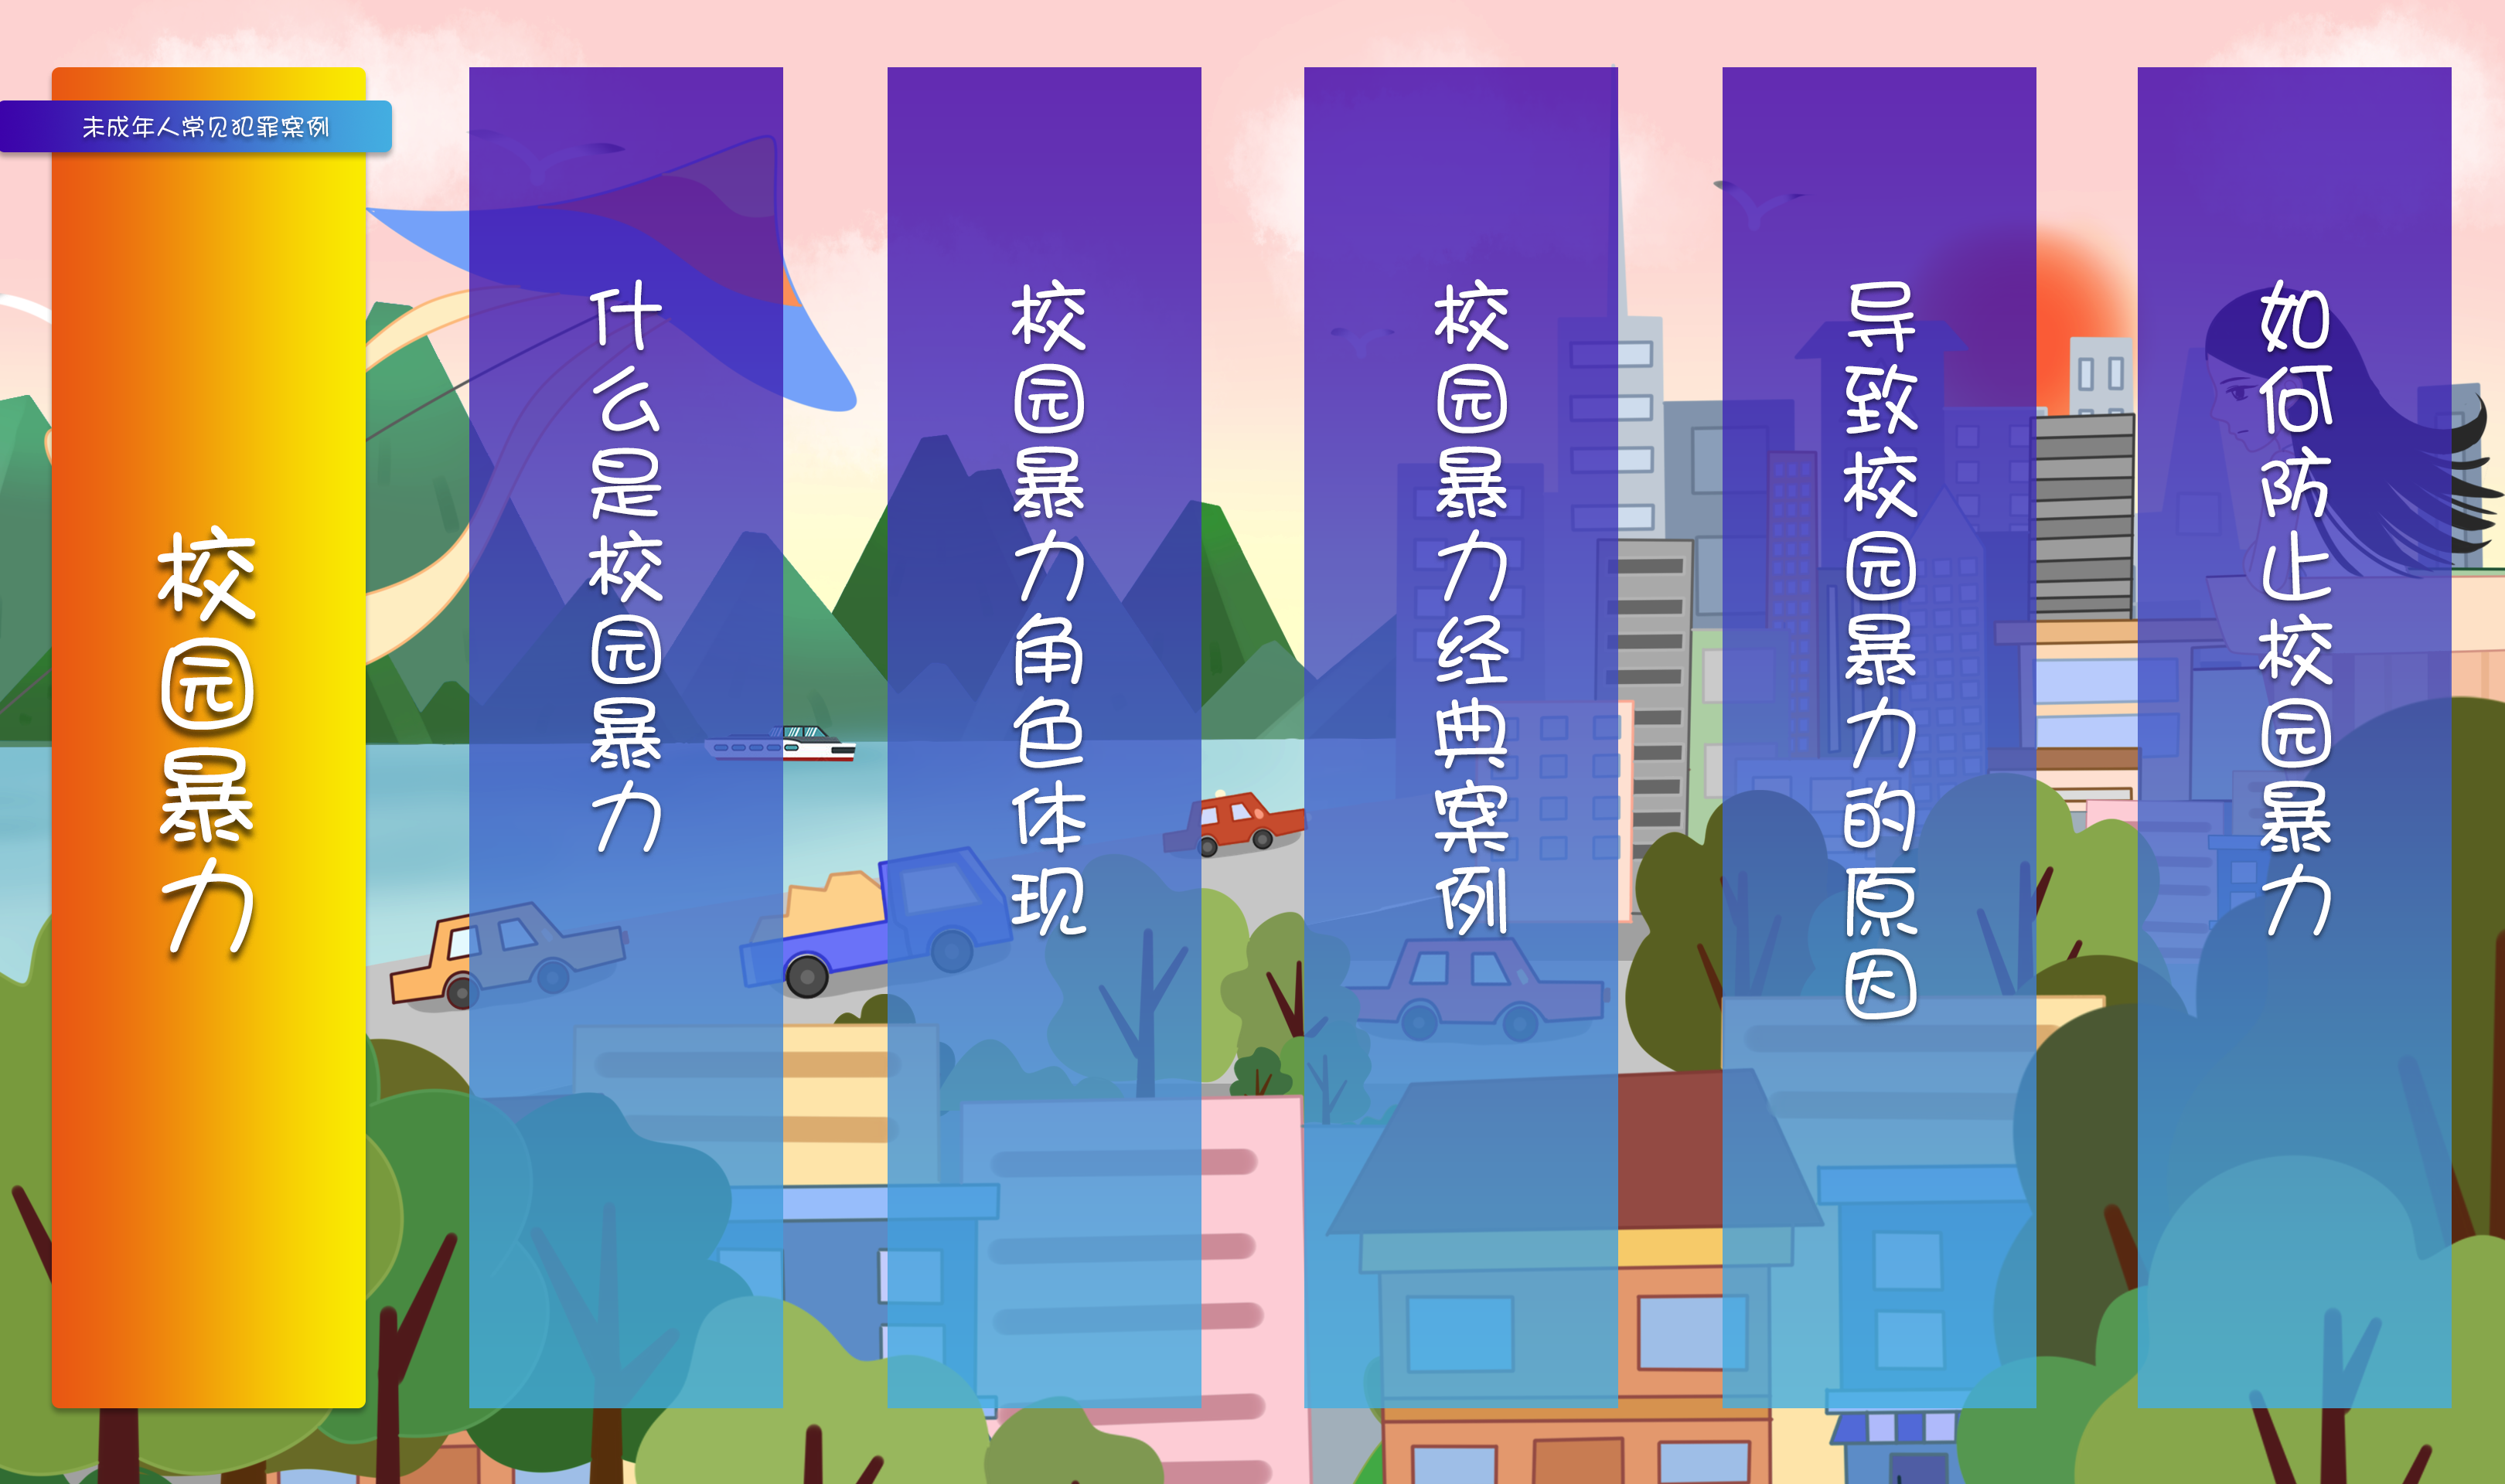 未成年人常见犯罪案例
校园暴力
什么是校园暴力
校园暴力角色体现
校园暴力经典案例
导致校园暴力的原因
如何防止校园暴力